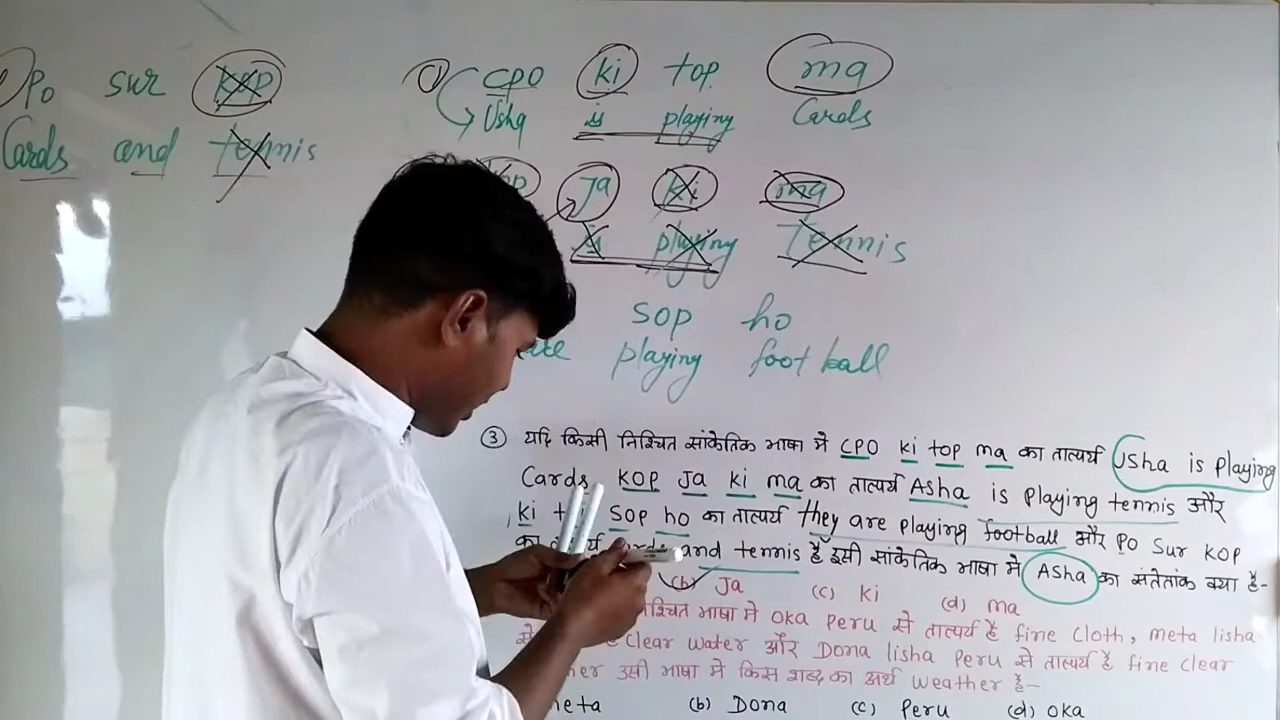 Po sur KOP
Cards and tennis
① CPO ki top ma
Usha is playing Cards
Ja ki ma
is playing Tennis
SOP ho
playing football
③ यदि किसी निश्चित सांकेतिक भाषा में CPO ki top ma का तात्पर्य Usha is playing
Cards, KOP Ja ki ma का तात्पर्य Asha is playing tennis और
ki SOP ho का तात्पर्य they are playing football और Po Sur KOP
and tennis है इसी सांकेतिक भाषा में Asha का संतेतांक क्या है-
(b) Ja (c) ki (d) ma
भाषा में oka Peru से तात्पर्य है fine cloth, meta lisha
Clear water और Dona lisha Peru से तात्पर्य है fine clear
उसी भाषा में किस शब्द का अर्थ weather है-
(b) Dona (c) Peru (d) oka